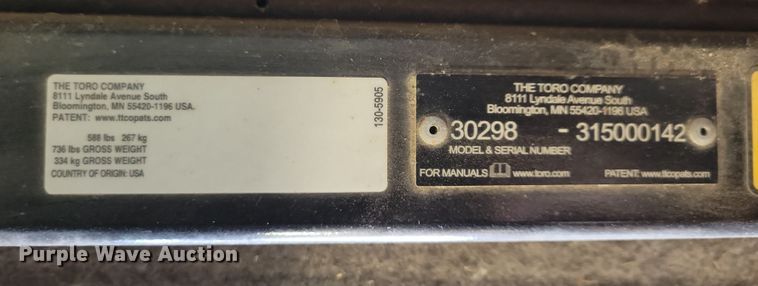 THE TORO COMPANY
8111 Lyndale Avenue South
Bloomington, MN 55420-1196 USA.
PATENT: www.ttcopats.com
588 lbs 267 kg
736 lbs GROSS WEIGHT
334 kg GROSS WEIGHT
COUNTRY OF ORIGIN: USA
130-5905
THE TORO COMPANY
8111 Lyndale Avenue South
Bloomington, MN 55420-1196 USA
30298 - 315000142
MODEL & SERIAL NUMBER
FOR MANUALS www.toro.com PATENT: www.ttcopats.com
Purple Wave Auction